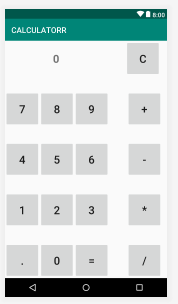 8:00
CALCULATORR
0 C
7 8 9 +
4 5 6 -
1 2 3 *
. 0 = /